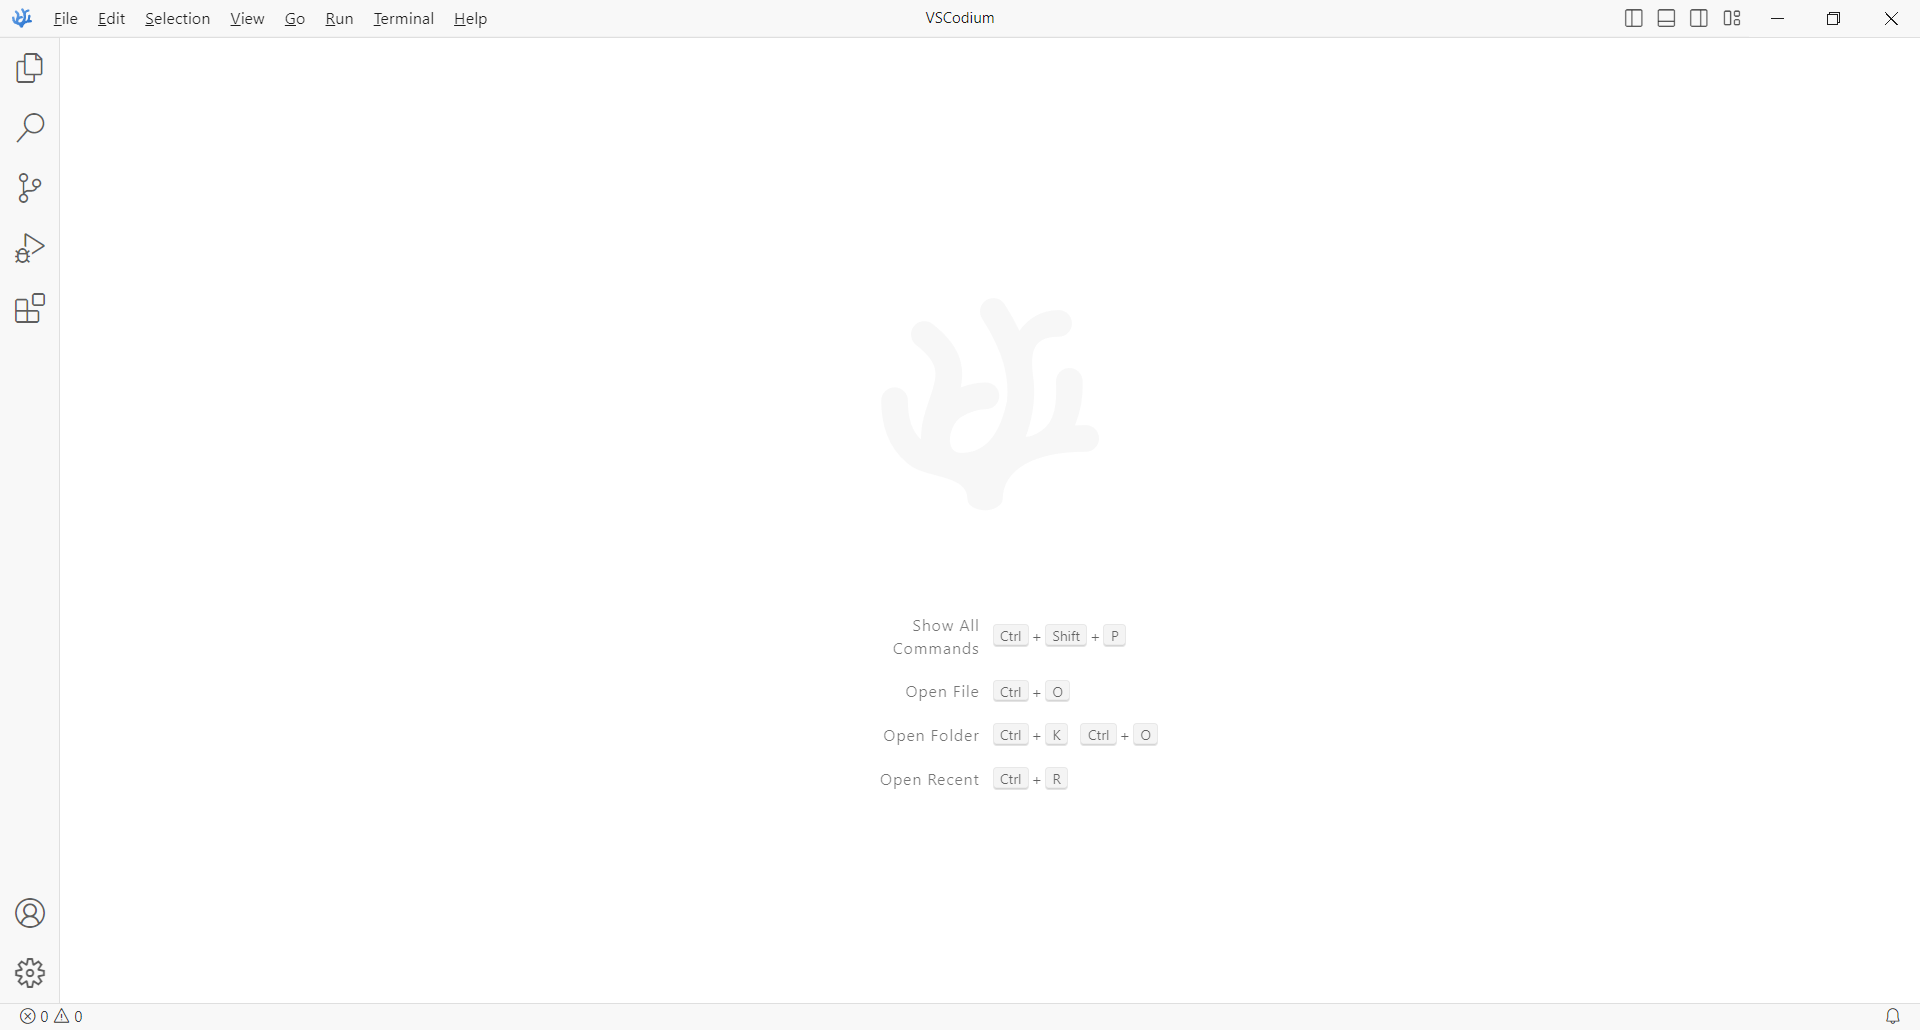 File Edit Selection View Go Run Terminal Help VSCodium
Show All
Commands Ctrl + Shift + P
Open File Ctrl + O
Open Folder Ctrl + K Ctrl + O
Open Recent Ctrl + R
0 0